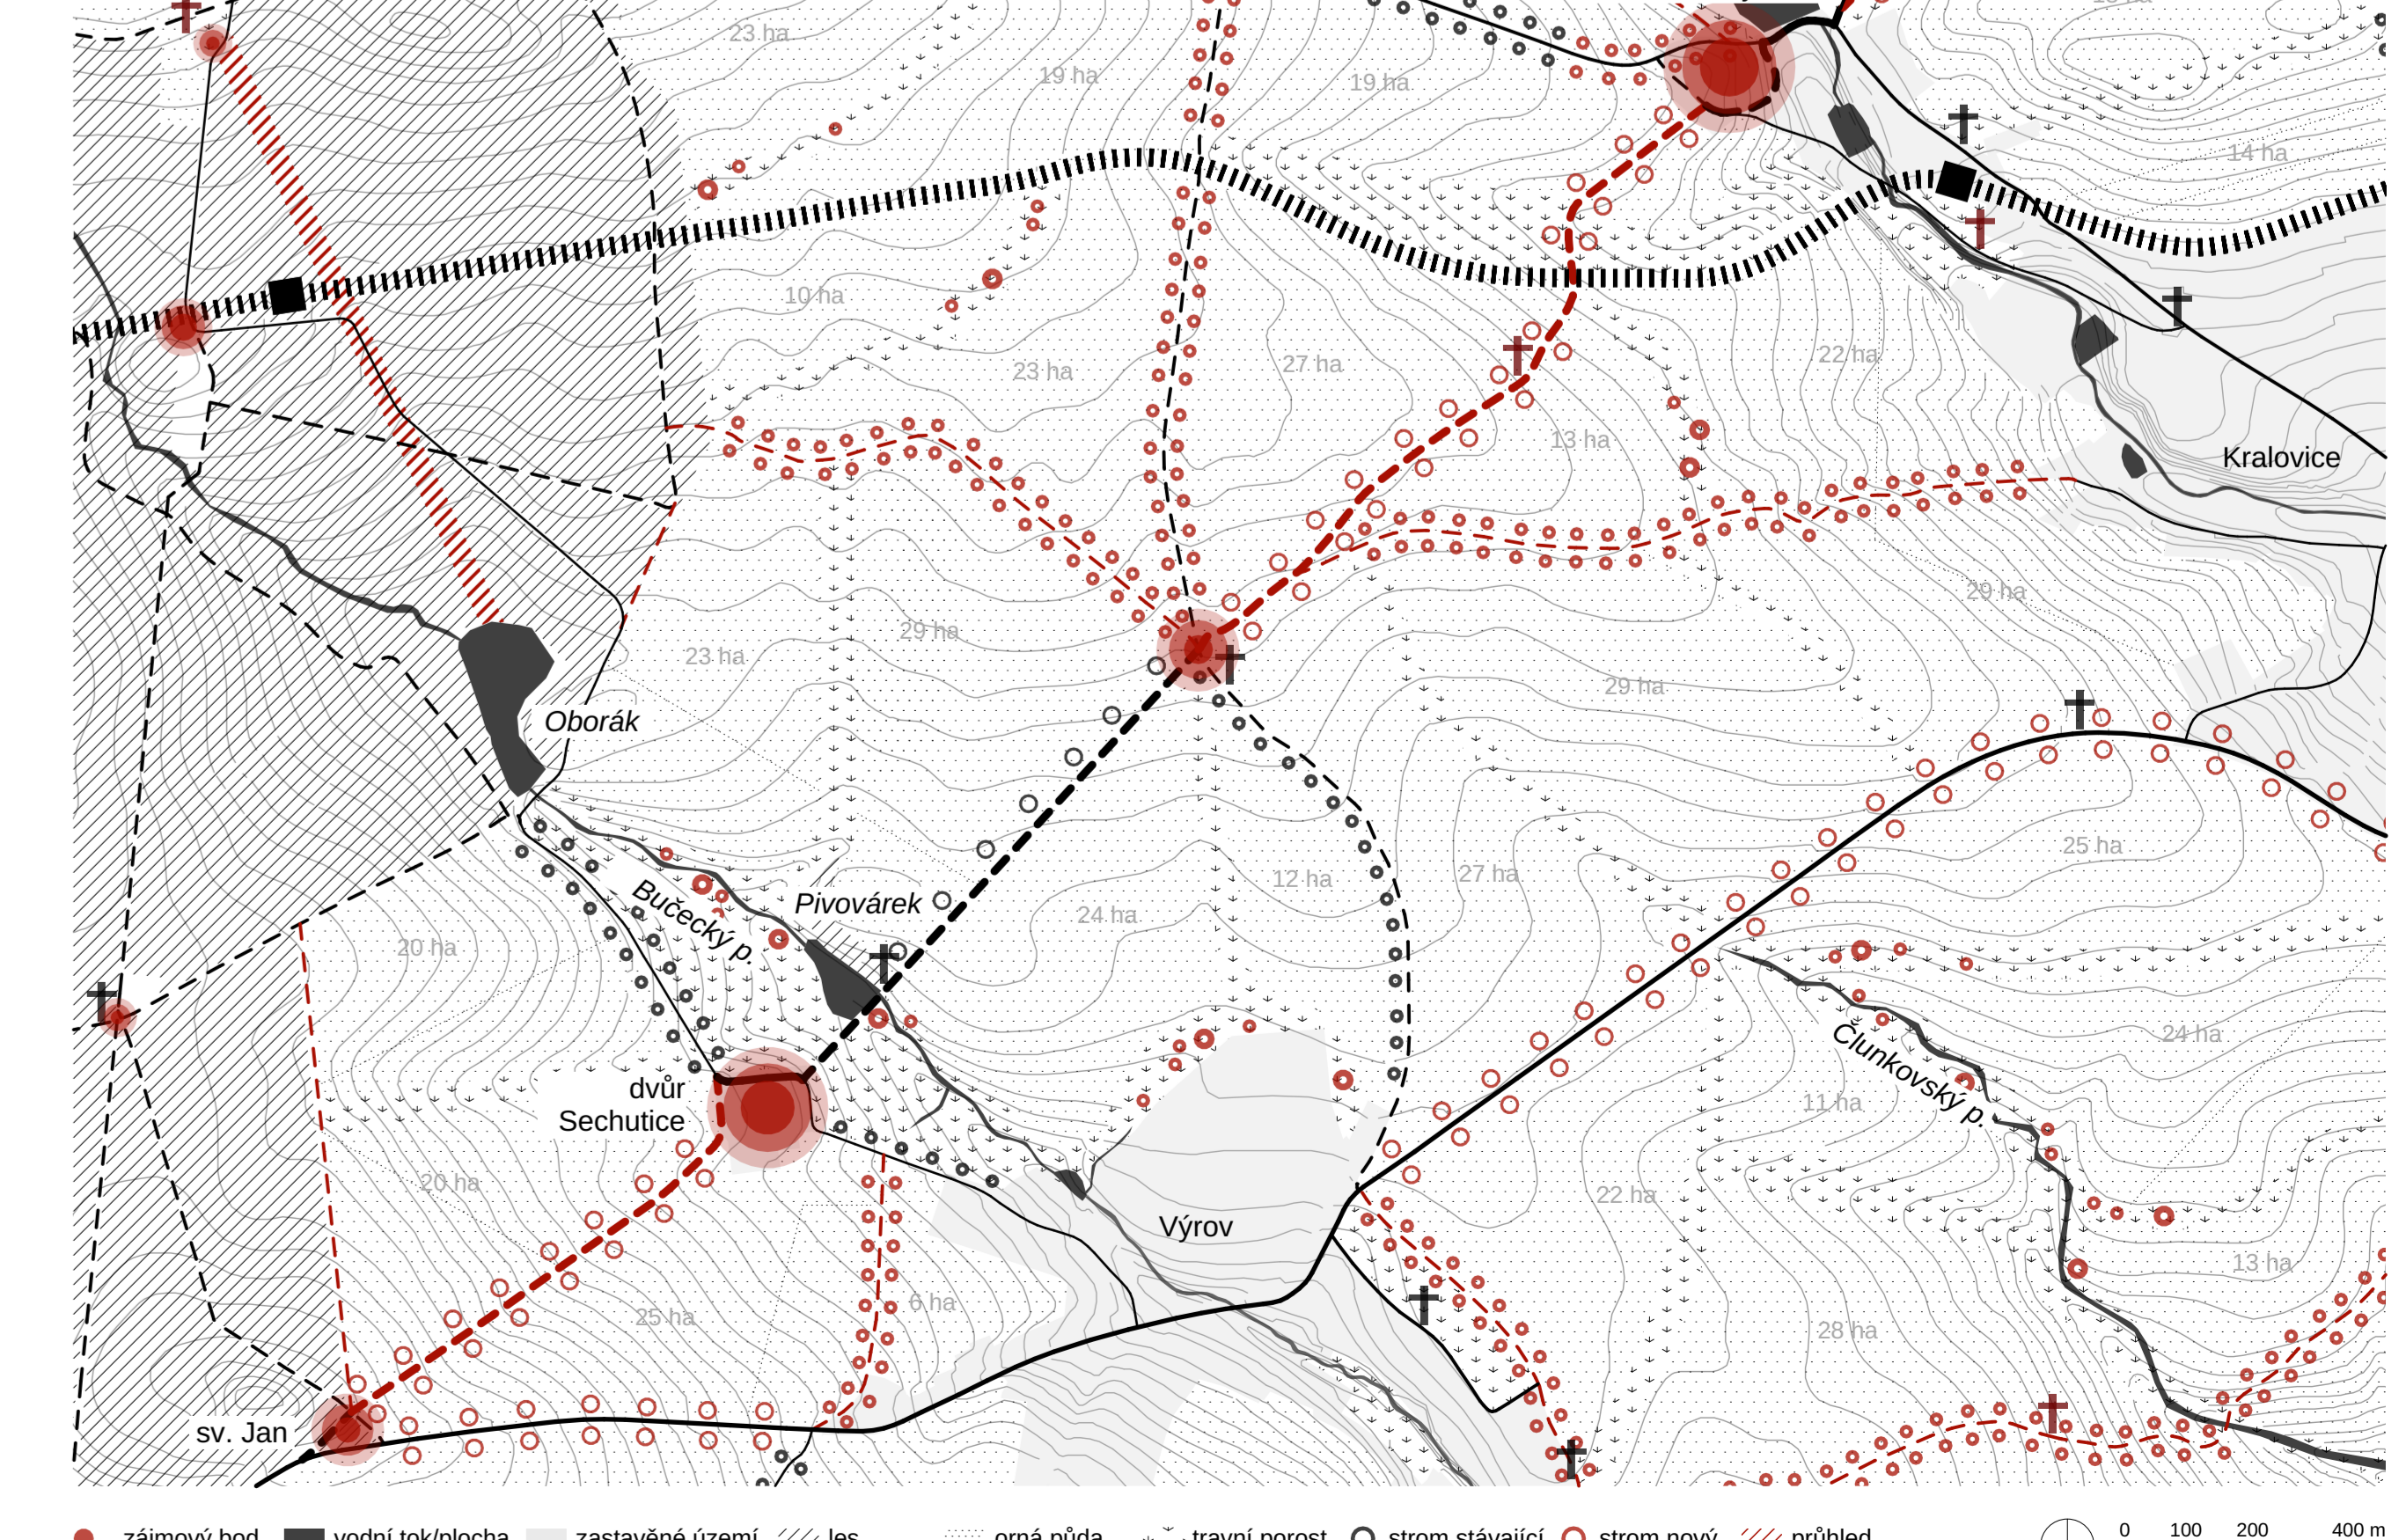 23 ha
19 ha
19 ha
14 ha
10 ha
23 ha
27 ha
22 ha
13 ha
Kralovice
29 ha
29 ha
23 ha
29 ha
Oborák
25 ha
12 ha
27 ha
Bučecký p.
Pivovárek
24 ha
20 ha
24 ha
Člunkovský p.
11 ha
dvůr
Sechutice
20 ha
22 ha
Výrov
13 ha
25 ha
6 ha
28 ha
sv. Jan
zájmový bod
vodní tok/plocha
zastavěné území
les
orná půda
travní porost
strom stávající
strom nový
průhled
0 100 200 400 m